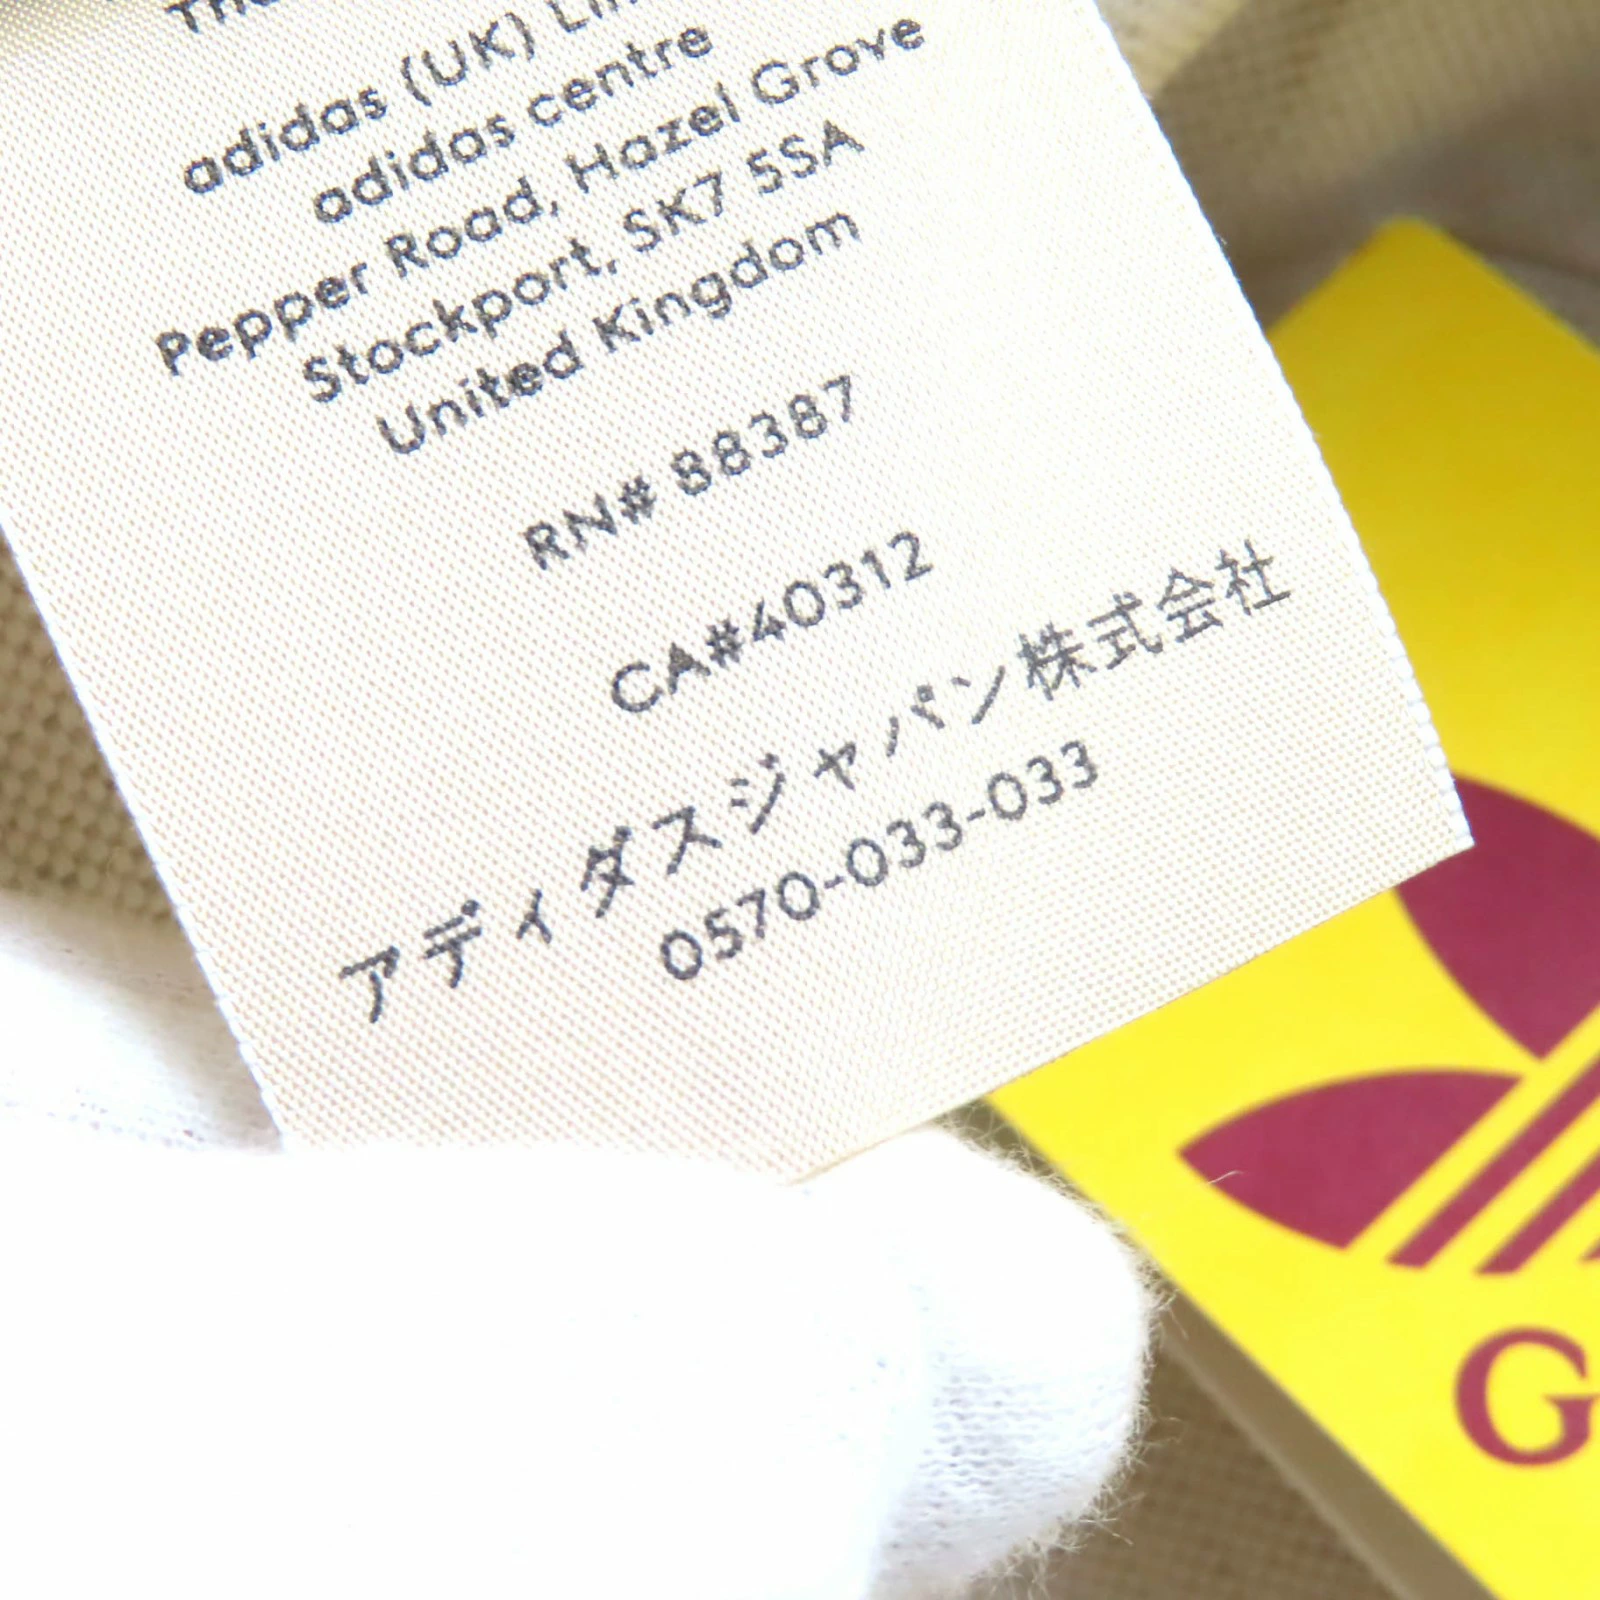 adidas (UK)
adidas centre
Pepper Road, Hazel Grove
Stockport, SK7 5SA
United Kingdom
RN# 88387
CA#40312
アディダスジャパン株式会社
0570-033-033
G